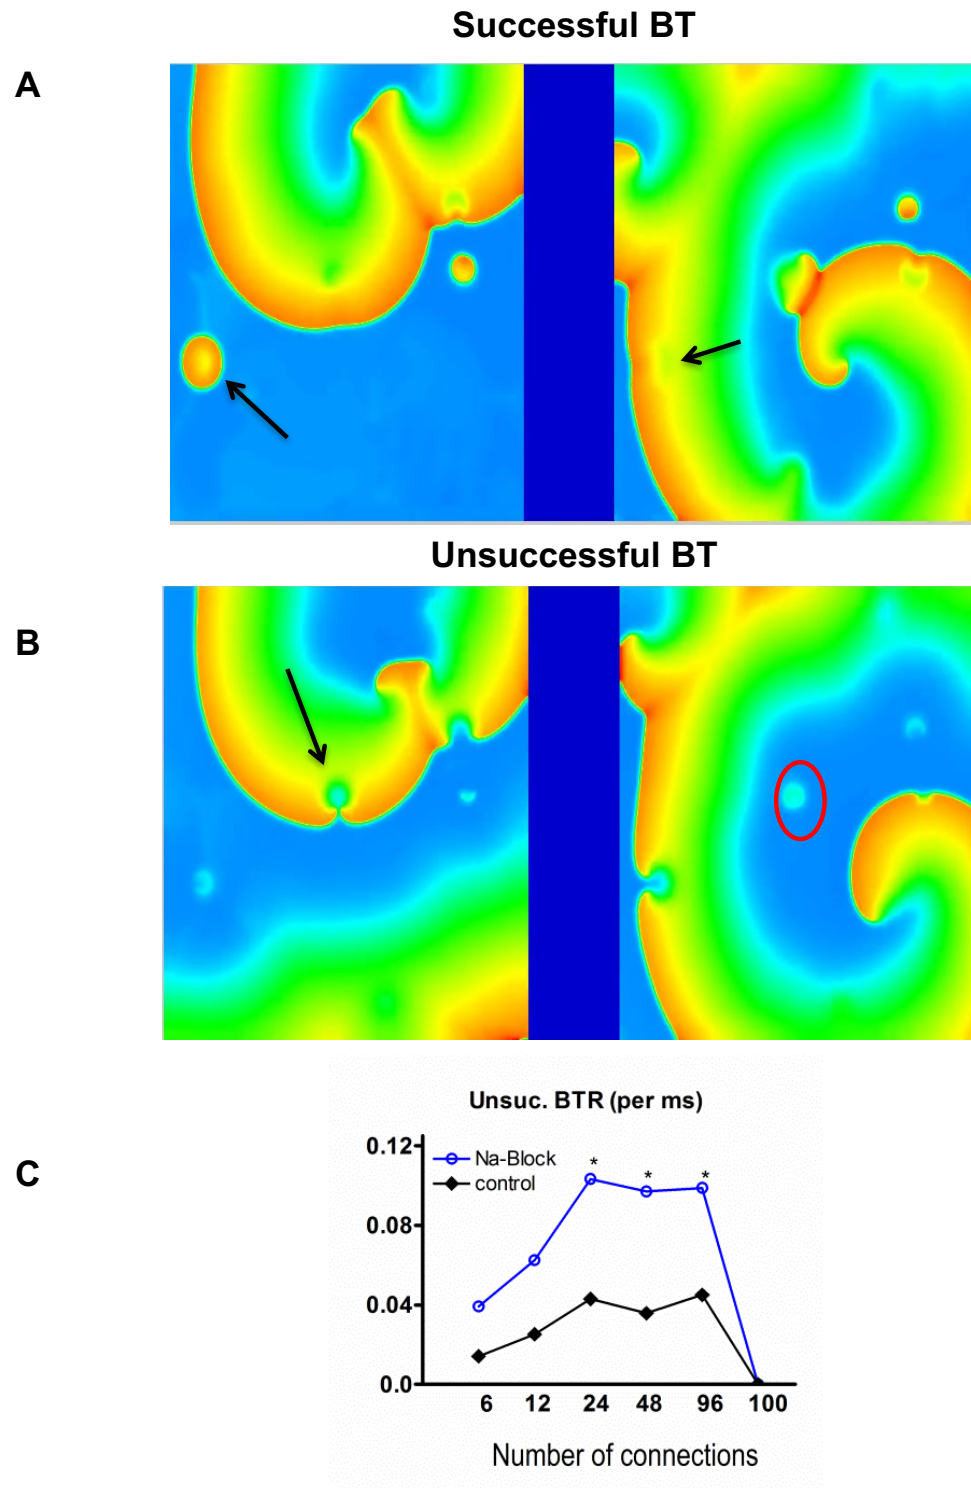 Successful BT
A
Unsuccessful BT
B
C
Unsuc. BTR (per ms)
0.12
Na-Block
control
* * *
0.08
0.04
0.0
6 12 24 48 96 100
Number of connections